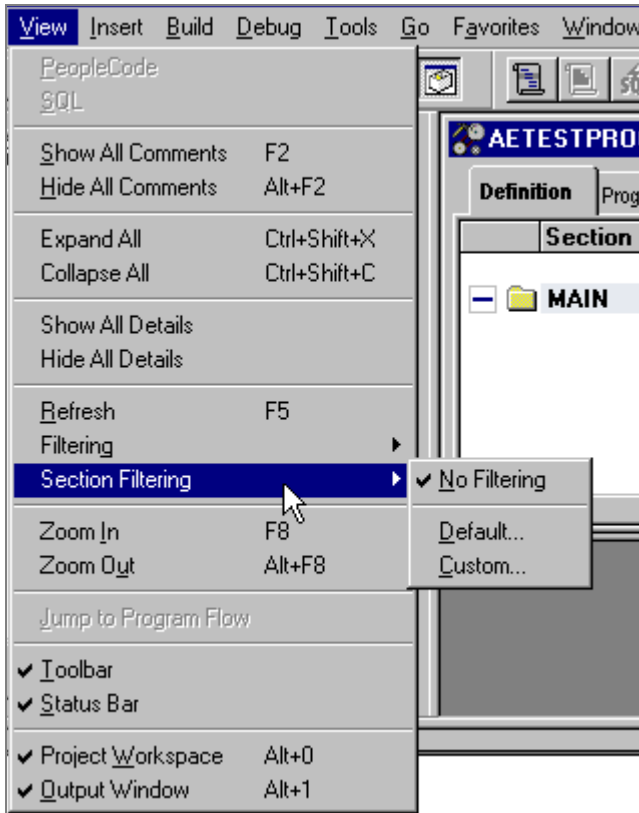 View Insert Build Debug Tools Go Favorites Window
PeopleCode
SQL
Show All Comments F2
Hide All Comments Alt+F2
Expand All Ctrl+Shift+X
Collapse All Ctrl+Shift+C
Show All Details
Hide All Details
Refresh F5
Filtering
Section Filtering
Zoom In F8
Zoom Out Alt+F8
Jump to Program Flow
Toolbar
Status Bar
Project Workspace Alt+0
Output Window Alt+1
No Filtering
Default...
Custom...
AETESTPRO
Definition Prog
Section
MAIN